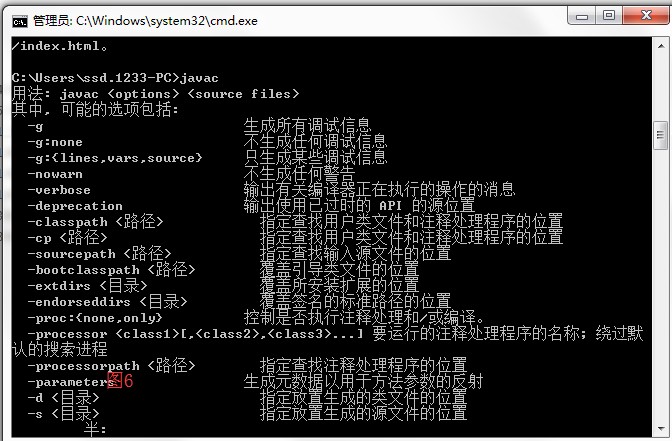 管理员: C:\Windows\system32\cmd.exe
/index.html。
C:\Users\ssd.1233-PC>javac
用法: javac <options> <source files>
其中, 可能的选项包括:
-g 生成所有调试信息
-g:none 不生成任何调试信息
-g:{lines,vars,source} 只生成某些调试信息
-nowarn 不生成任何警告
-verbose 输出有关编译器正在执行的操作的消息
-deprecation 输出使用已过时的 API 的源位置
-classpath <路径> 指定查找用户类文件和注释处理程序的位置
-cp <路径> 指定查找用户类文件和注释处理程序的位置
-sourcepath <路径> 指定查找输入源文件的位置
-bootclasspath <路径> 覆盖引导类文件的位置
-extdirs <目录> 覆盖所安装扩展的位置
-endorseddirs <目录> 覆盖签名的标准路径的位置
-proc:{none,only} 控制是否执行注释处理和/或编译。
-processor <class1>[,<class2>,<class3>...] 要运行的注释处理程序的名称; 绕过默
认的搜索进程
-processorpath <路径> 指定查找注释处理程序的位置
-parameters 图6 生成元数据以用于方法参数的反射
-d <目录> 指定放置生成的类文件的位置
-s <目录> 指定放置生成的源文件的位置
半: